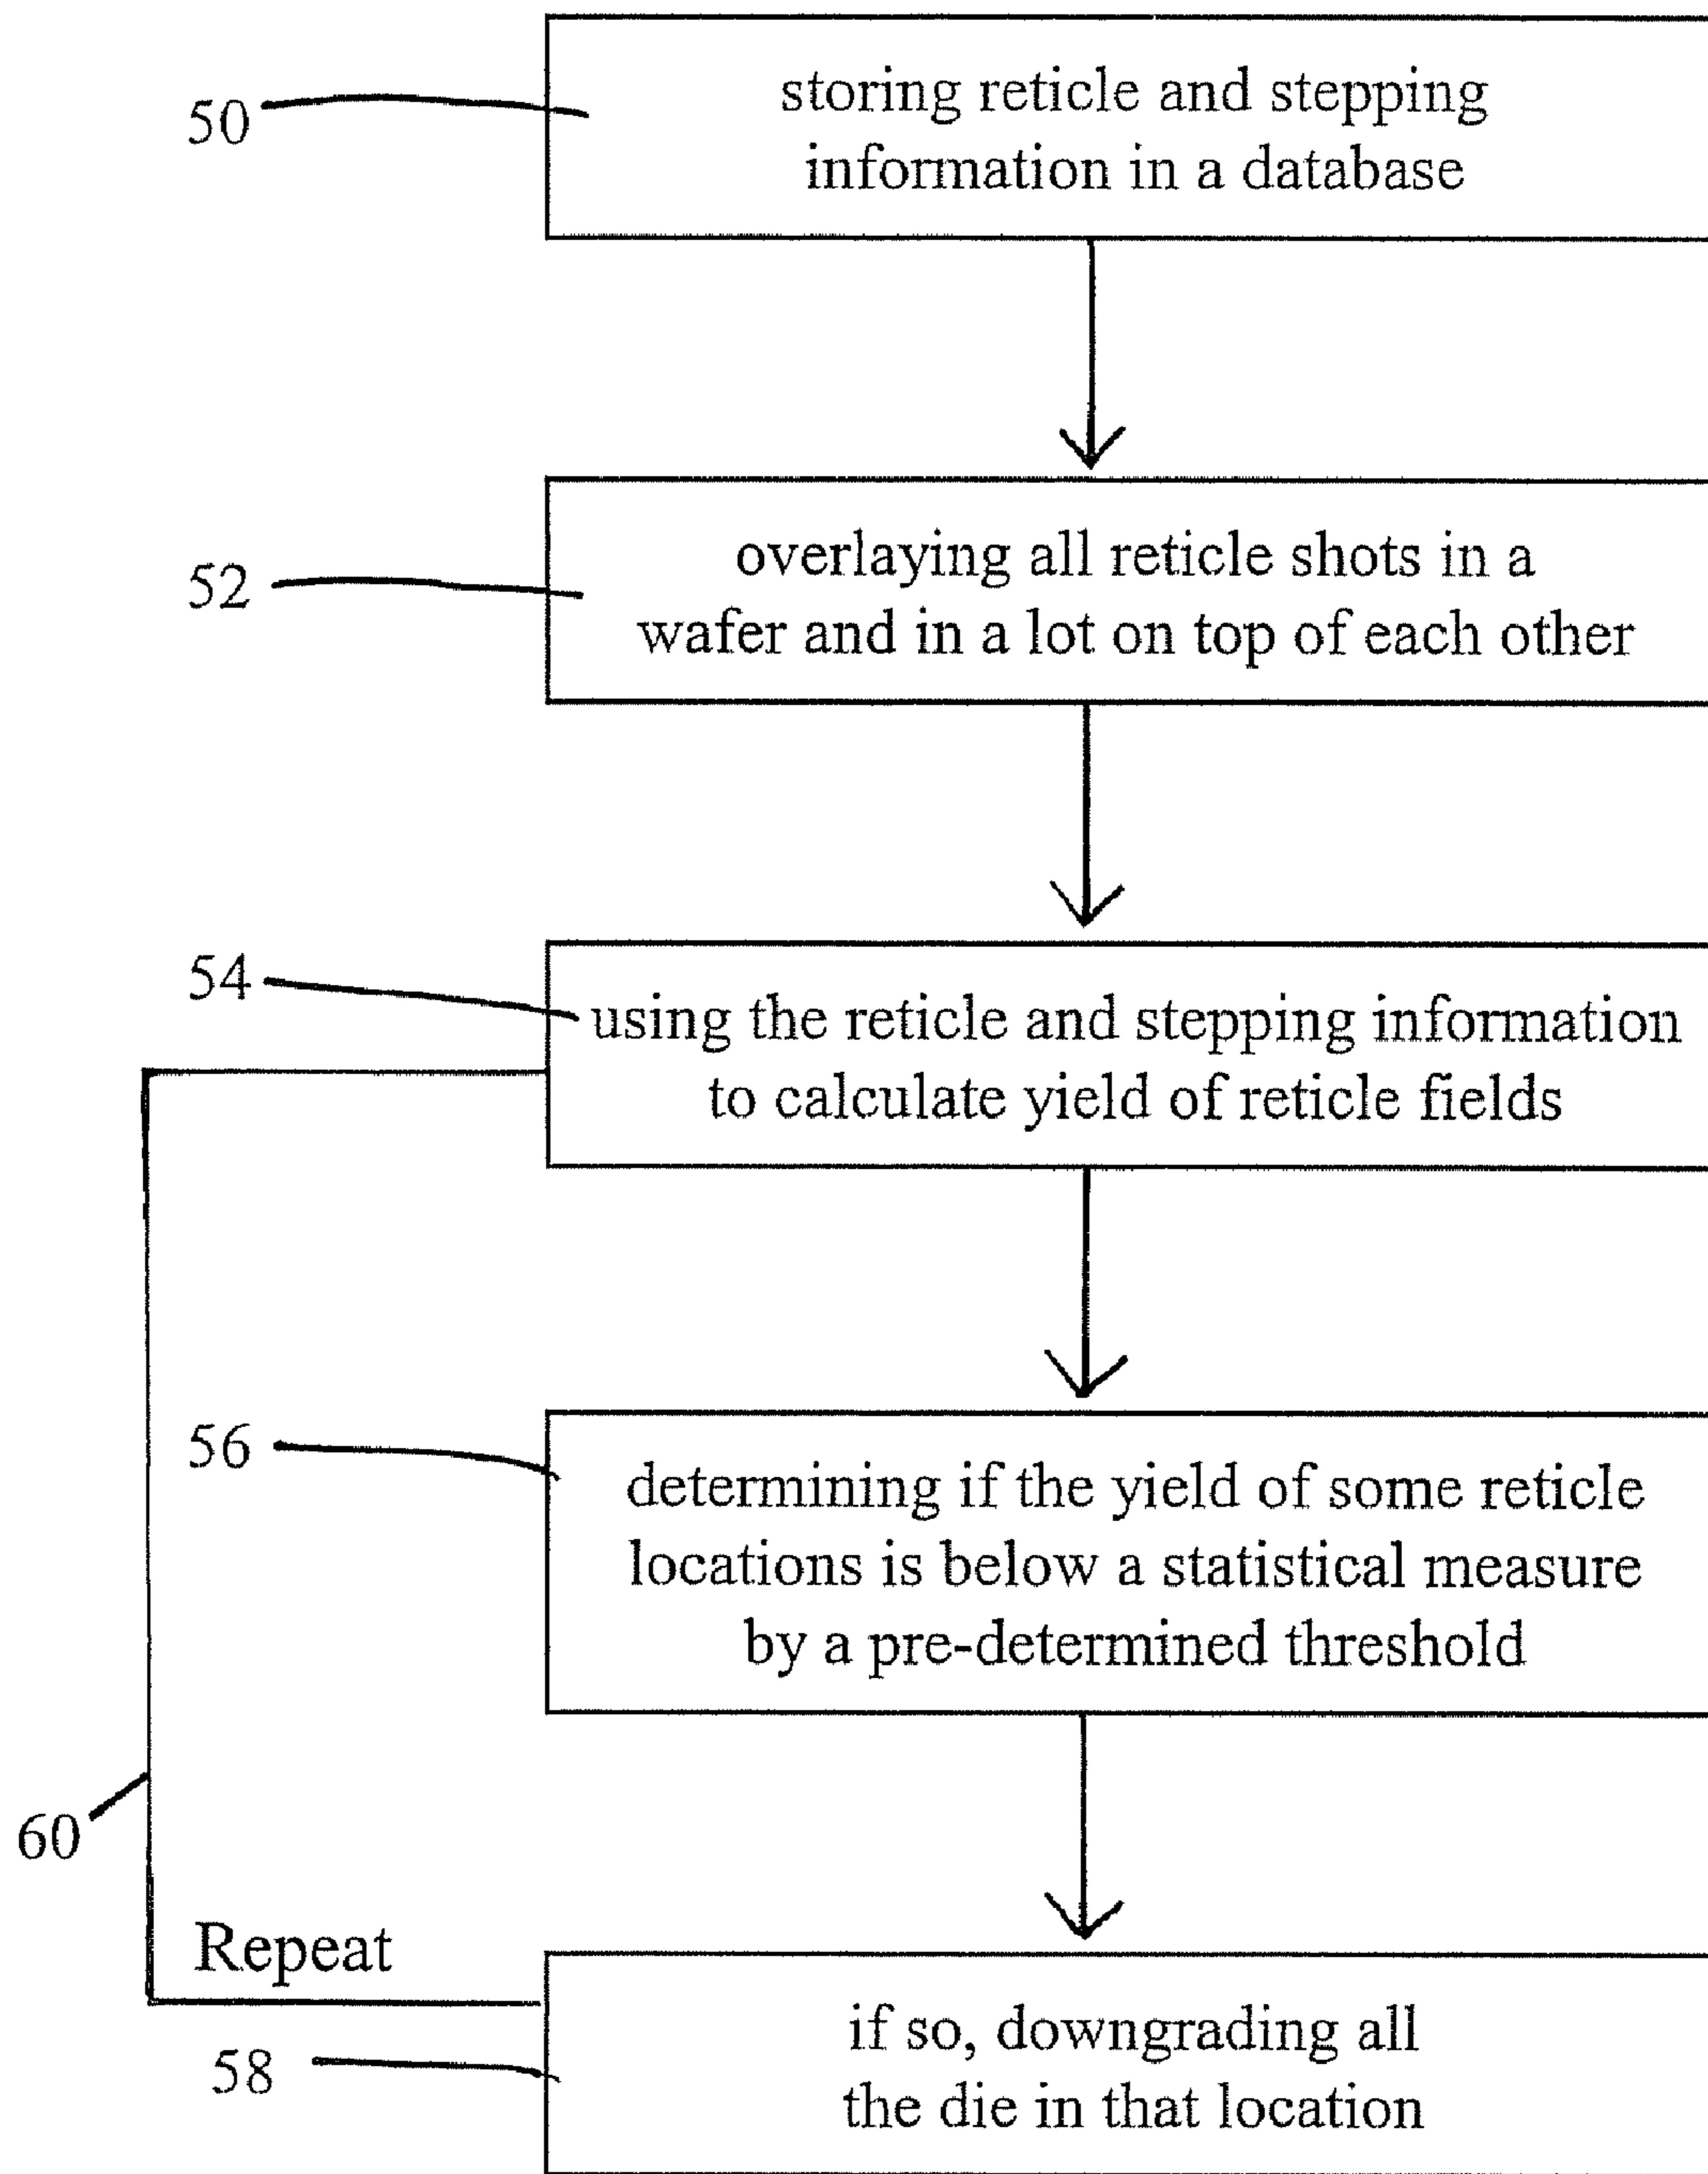 50
storing reticle and stepping
information in a database
52
overlaying all reticle shots in a
wafer and in a lot on top of each other
54
using the reticle and stepping information
to calculate yield of reticle fields
56
determining if the yield of some reticle
locations is below a statistical measure
by a pre-determined threshold
60
Repeat
58
if so, downgrading all
the die in that location